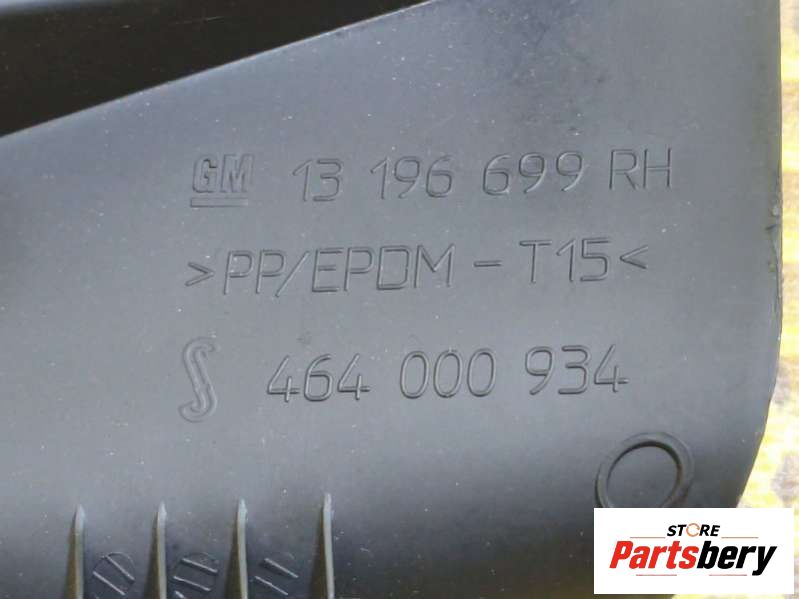 GM 13 196 699 RH
>PP/EPDM - T15<
S 464 000 934
STORE
Partsbery